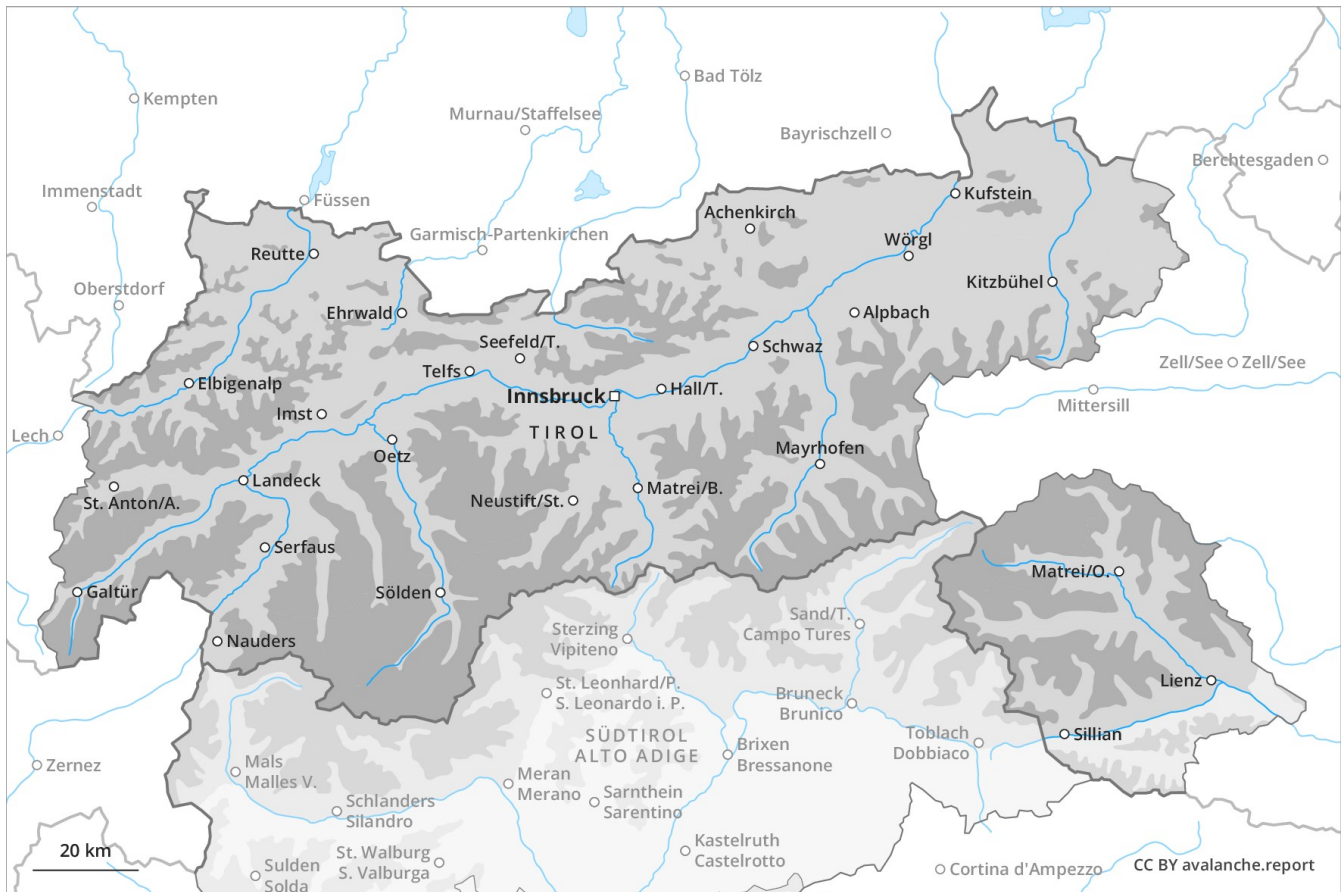 Kempten
Bad Tölz
Murnau/Staffelsee
Bayrischzell
Berchtesgaden
Immenstadt
Füssen
Kufstein
Achenkirch
Garmisch-Partenkirchen
Wörgl
Reutte
Oberstdorf
Kitzbühel
Ehrwald
Alpbach
Seefeld/T.
Schwaz
Zell/See
Zell/See
Telfs
Elbigenalp
Hall/T.
Innsbruck
Mittersill
Imst
Lech
TIROL
Oetz
Mayrhofen
Landeck
St. Anton/A.
Neustift/St.
Matrei/B.
Serfaus
Matrei/O.
Galtür
Sölden
Sand/T.
Campo Tures
Sterzing
Vipiteno
Nauders
Lienz
St. Leonhard/P.
S. Leonardo i. P.
Bruneck
Brunico
Sillian
Toblach
Dobbiaco
SÜDTIROL
ALTO ADIGE
Brixen
Bressanone
Zernez
Mals
Malles V.
Meran
Merano
Sarnthein
Sarentino
Schlanders
Silandro
Kastelruth
Castelrotto
20 km
St. Walburg
S. Valburga
Sulden
Solda
Cortina d'Ampezzo
CC BY avalanche.report